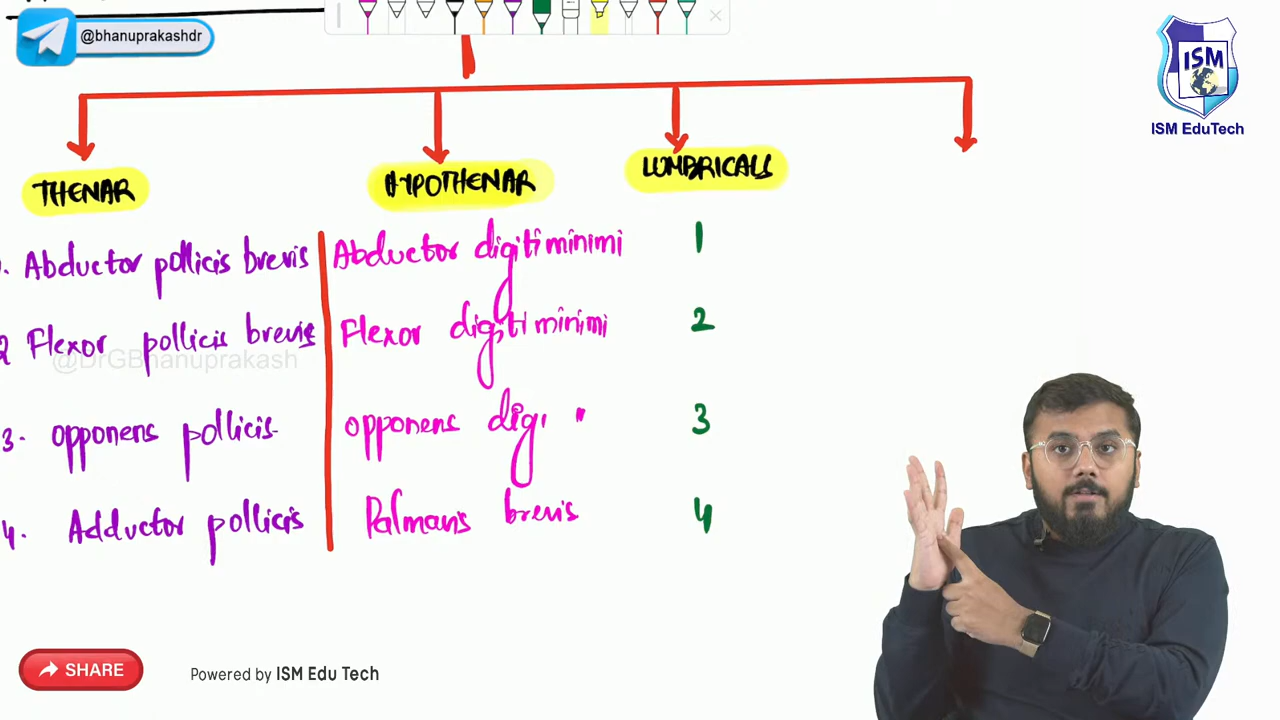 @bhanuprakashdr
ISM
ISM EduTech
THENAR
HYPOTHENAR
LUMBRICALS
Abductor pollicis brevis
Abductor digiti minimi
1
2 Flexor pollicis brevis
Flexor digiti minimi
2
@DrGBhanuprakash
3. opponens pollicis
opponens digi "
3
4. Adductor pollicis
Palmaris brevis
4
SHARE
Powered by ISM Edu Tech